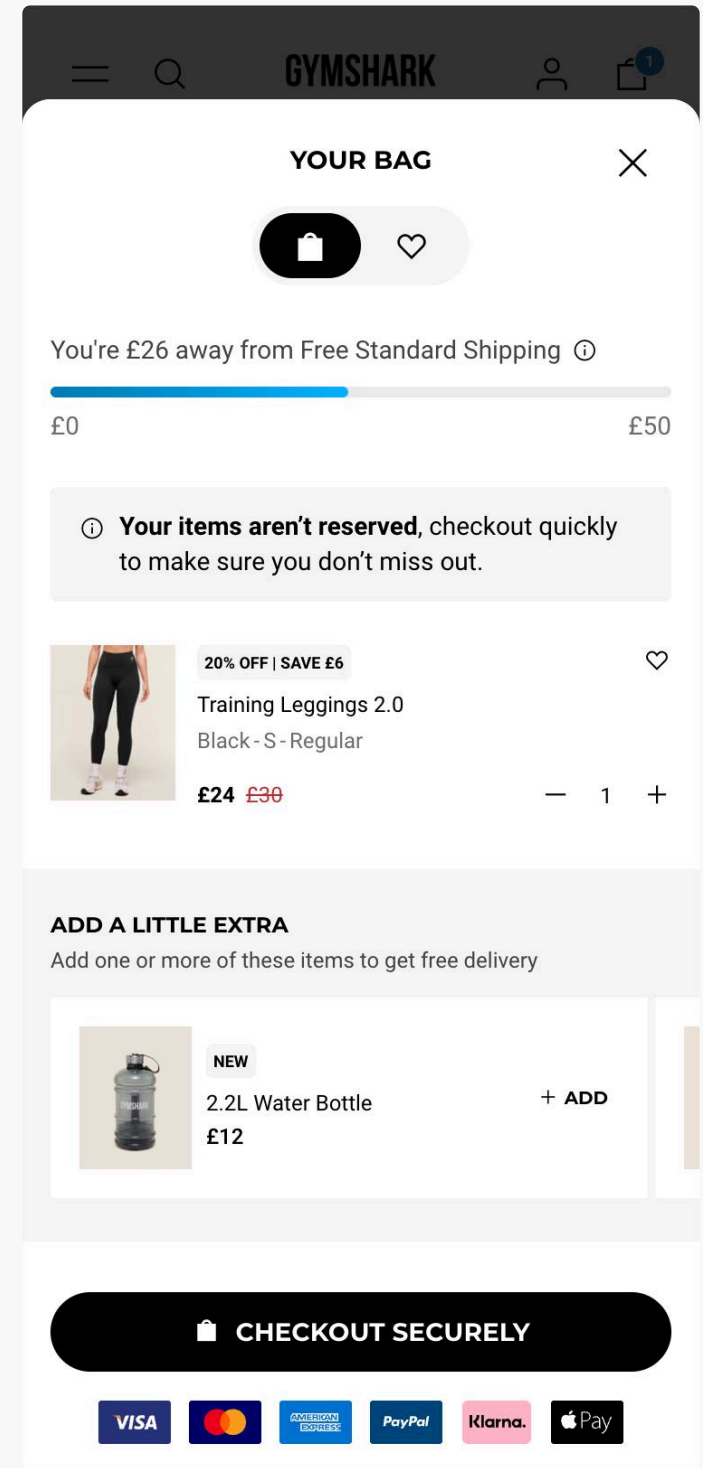 GYMSHARK
1
YOUR BAG
You're £26 away from Free Standard Shipping
£0 £50
Your items aren’t reserved, checkout quickly
to make sure you don’t miss out.
20% OFF | SAVE £6
Training Leggings 2.0
Black - S - Regular
£24 £30
1
ADD A LITTLE EXTRA
Add one or more of these items to get free delivery
GYMSHARK
NEW
2.2L Water Bottle
£12
+ ADD
CHECKOUT SECURELY
VISA
AMERICAN
EXPRESS
PayPal
Klarna.
Pay